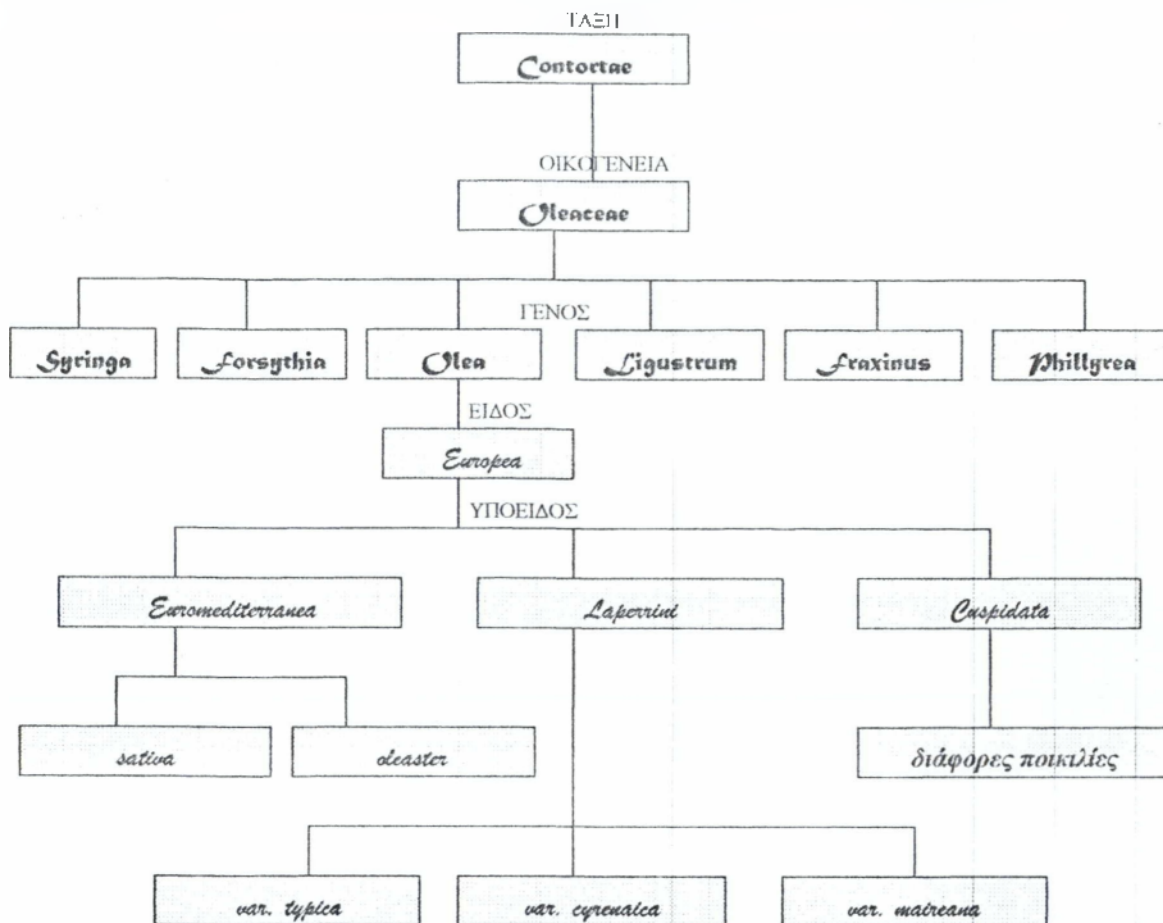 ΤΑΞΗ
Contortae
ΟΙΚΟΓΕΝΕΙΑ
Oleaceae
ΓΕΝΟΣ
Syringa
Forsythia
Olea
Ligustrum
Fraxinus
Phillyrea
ΕΙΔΟΣ
Europea
ΥΠΟΕΙΔΟΣ
Euromediterranea
Laperrini
Cuspidata
sativa
oleaster
διάφορες ποικιλίες
var. typica
var. cyrenaica
var. maireana